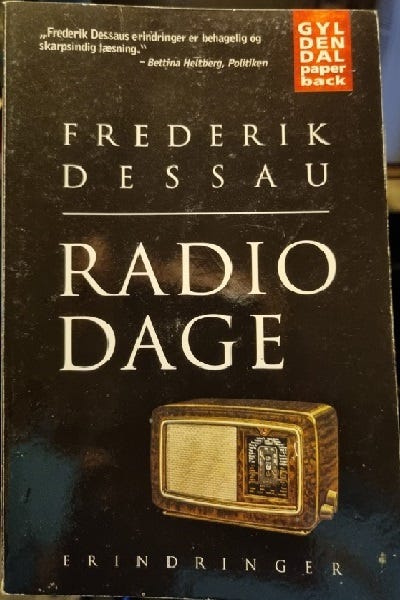 „Frederik Dessaus erindringer er behagelig og
skarpsindig læsning.“
– Bettina Heltberg, Politiken
GYL
DEN
DAL
paper
back
FREDERIK
DESSAU
RADIO
DAGE
ERINDRINGER